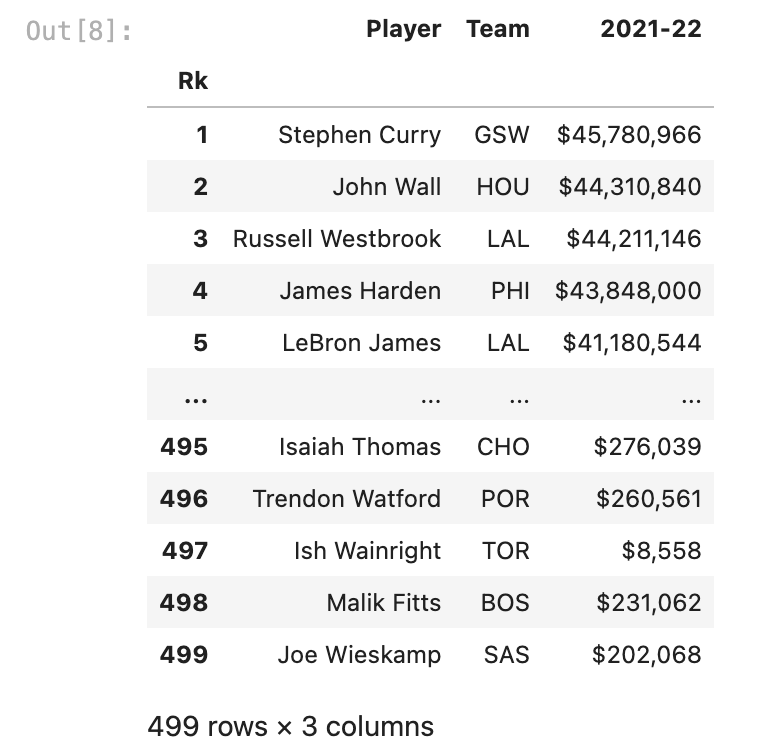 Out[8]: Player Team 2021-22
Rk
1 Stephen Curry GSW $45,780,966
2 John Wall HOU $44,310,840
3 Russell Westbrook LAL $44,211,146
4 James Harden PHI $43,848,000
5 LeBron James LAL $41,180,544
... ... ... ...
495 Isaiah Thomas CHO $276,039
496 Trendon Watford POR $260,561
497 Ish Wainright TOR $8,558
498 Malik Fitts BOS $231,062
499 Joe Wieskamp SAS $202,068
499 rows × 3 columns